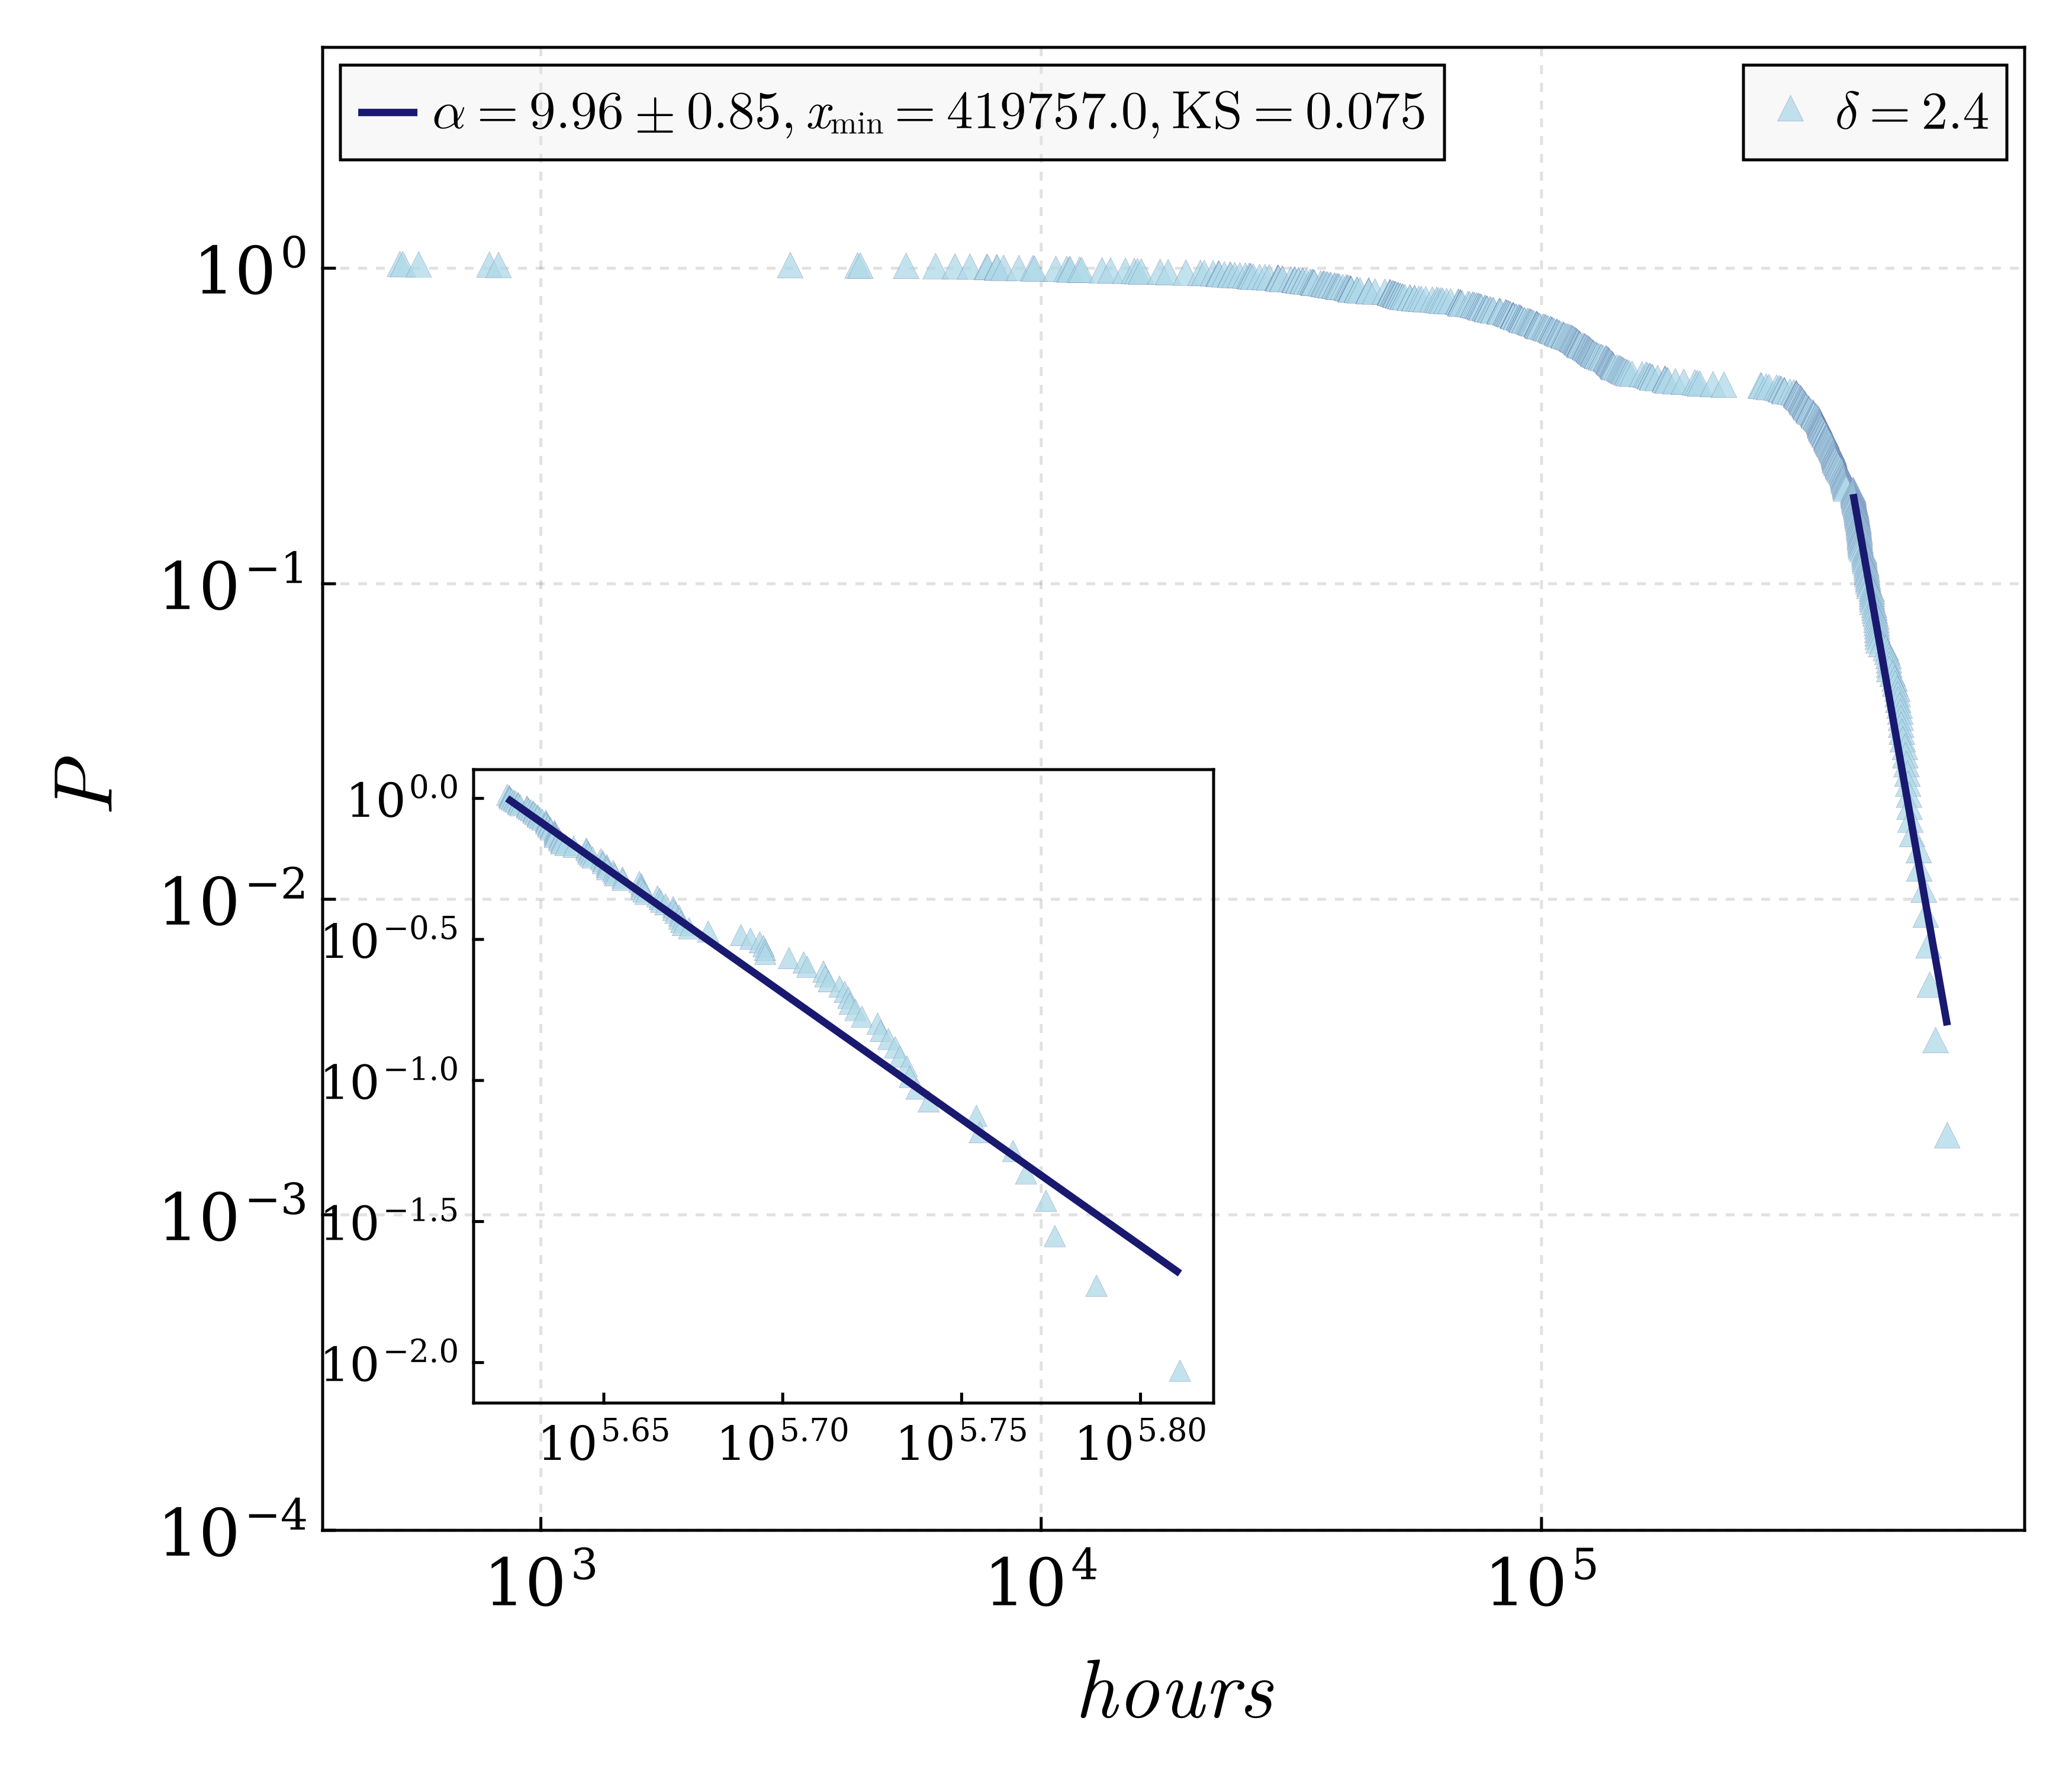 α = 9.96 ± 0.85, x_min = 419757.0, KS = 0.075
δ = 2.4
10^0
10^−1
10^−2
10^−3
10^−4
P
10^0.0
10^−0.5
10^−1.0
10^−1.5
10^−2.0
10^5.65 10^5.70 10^5.75 10^5.80
10^3 10^4 10^5
hours